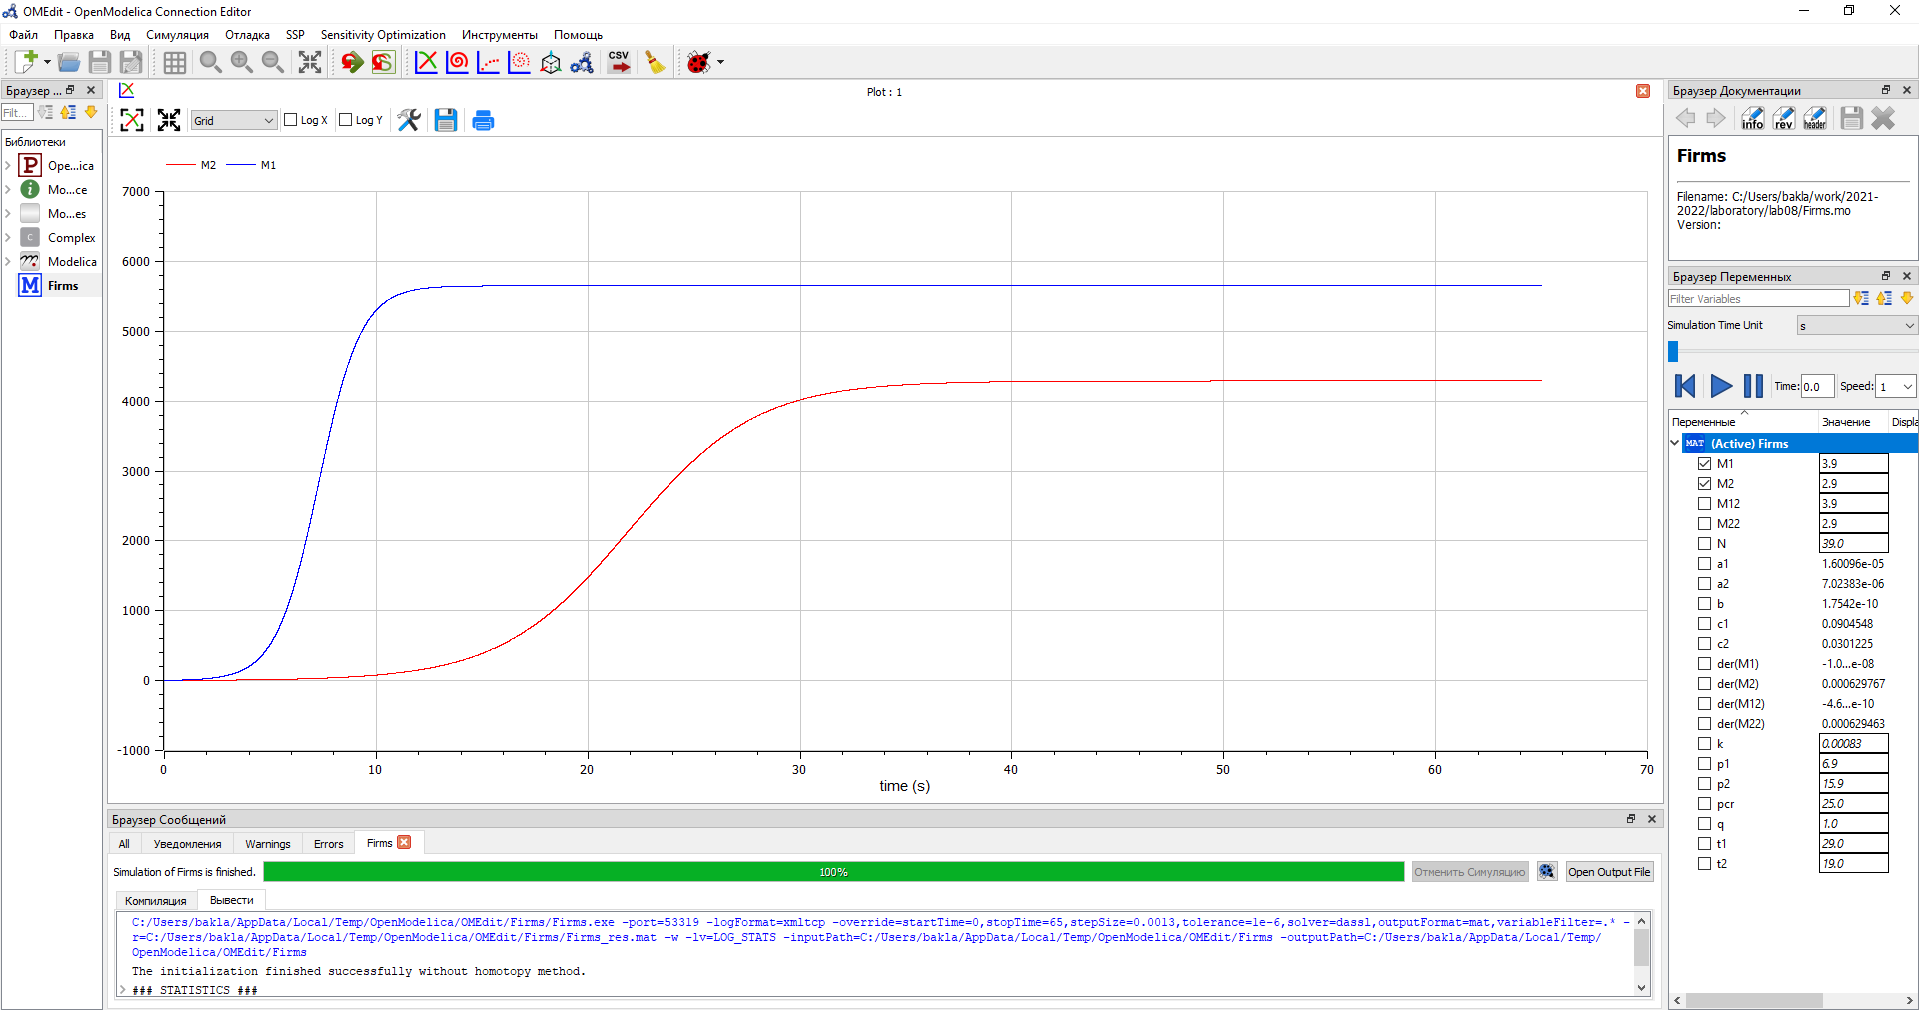 OMEdit - OpenModelica Connection Editor
Файл Правка Вид Симуляция Отладка SSP Sensitivity Optimization Инструменты Помощь
CSV
Браузер ...
Filt...
Библиотеки
P Ope...ica
i Mo...ce
Mo...es
C Complex
Modelica
M Firms
Plot : 1
Grid Log X Log Y
M2 M1
7000
6000
5000
4000
3000
2000
1000
0
-1000
0 10 20 30 40 50 60 70
time (s)
Браузер Сообщений
All Уведомления Warnings Errors Firms
Simulation of Firms is finished. 100% Отменить Симуляцию Open Output File
Компиляция Вывести
C:/Users/bakla/AppData/Local/Temp/OpenModelica/OMEdit/Firms/Firms.exe -port=53319 -logFormat=xmltcp -override=startTime=0,stopTime=65,stepSize=0.0013,tolerance=1e-6,solver=dassl,outputFormat=mat,variableFilter=.* -
r=C:/Users/bakla/AppData/Local/Temp/OpenModelica/OMEdit/Firms/Firms_res.mat -w -lv=LOG_STATS -inputPath=C:/Users/bakla/AppData/Local/Temp/OpenModelica/OMEdit/Firms -outputPath=C:/Users/bakla/AppData/Local/Temp/
OpenModelica/OMEdit/Firms
The initialization finished successfully without homotopy method.
### STATISTICS ###
Браузер Документации
info rev header
Firms
Filename: C:/Users/bakla/work/2021-
2022/laboratory/lab08/Firms.mo
Version:
Браузер Переменных
Filter Variables
Simulation Time Unit s
Time: 0.0 Speed: 1
Переменные Значение Displa
MAT (Active) Firms
M1 3.9
M2 2.9
M12 3.9
M22 2.9
N 39.0
a1 1.60096e-05
a2 7.02383e-06
b 1.7542e-10
c1 0.0904548
c2 0.0301225
der(M1) -1.0...e-08
der(M2) 0.000629767
der(M12) -4.6...e-10
der(M22) 0.000629463
k 0.00083
p1 6.9
p2 15.9
pcr 25.0
q 1.0
t1 29.0
t2 19.0